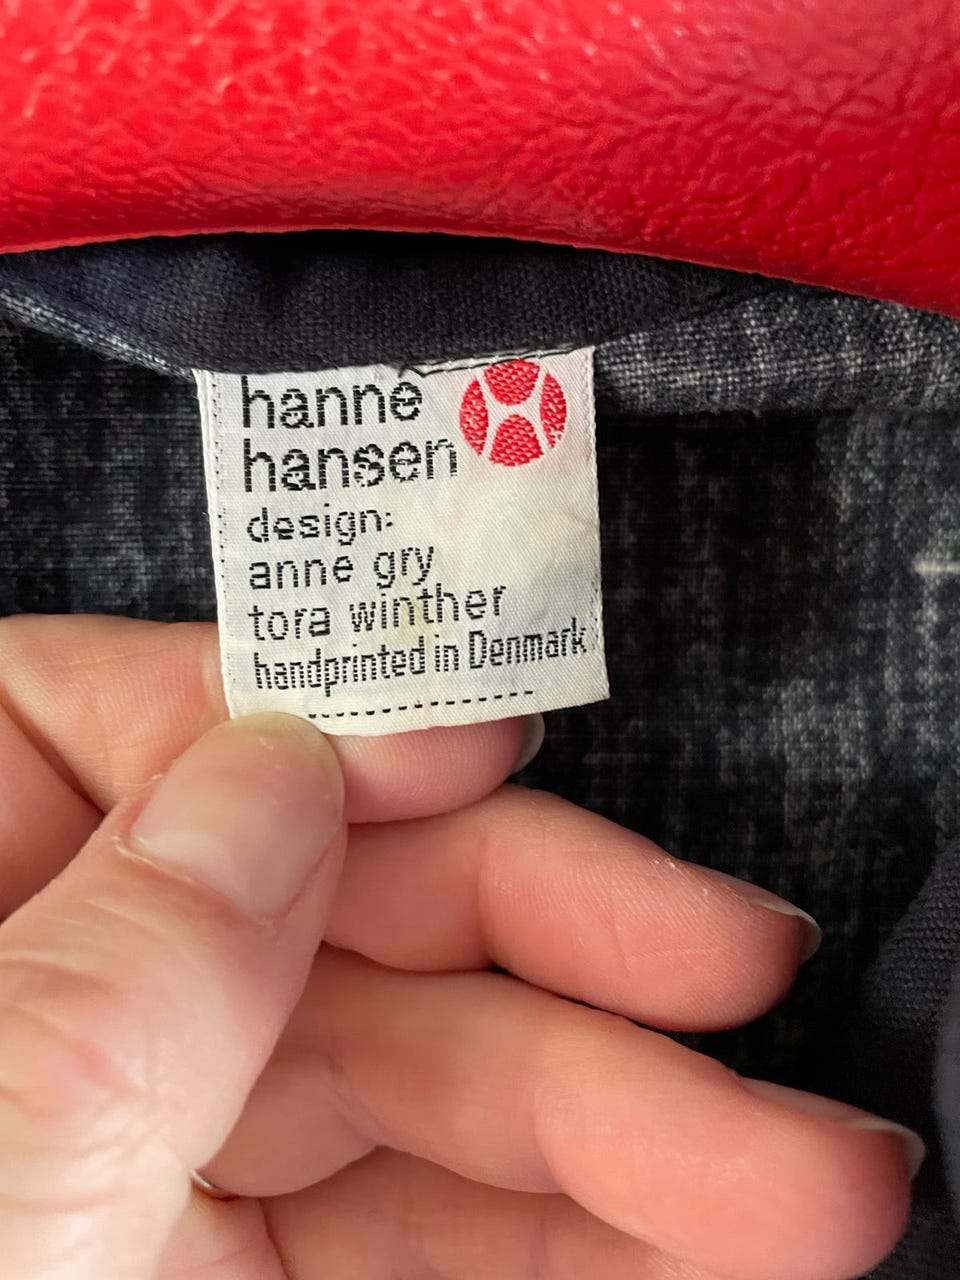 hanne
hansen
design:
anne gry
tora winther
handprinted in Denmark